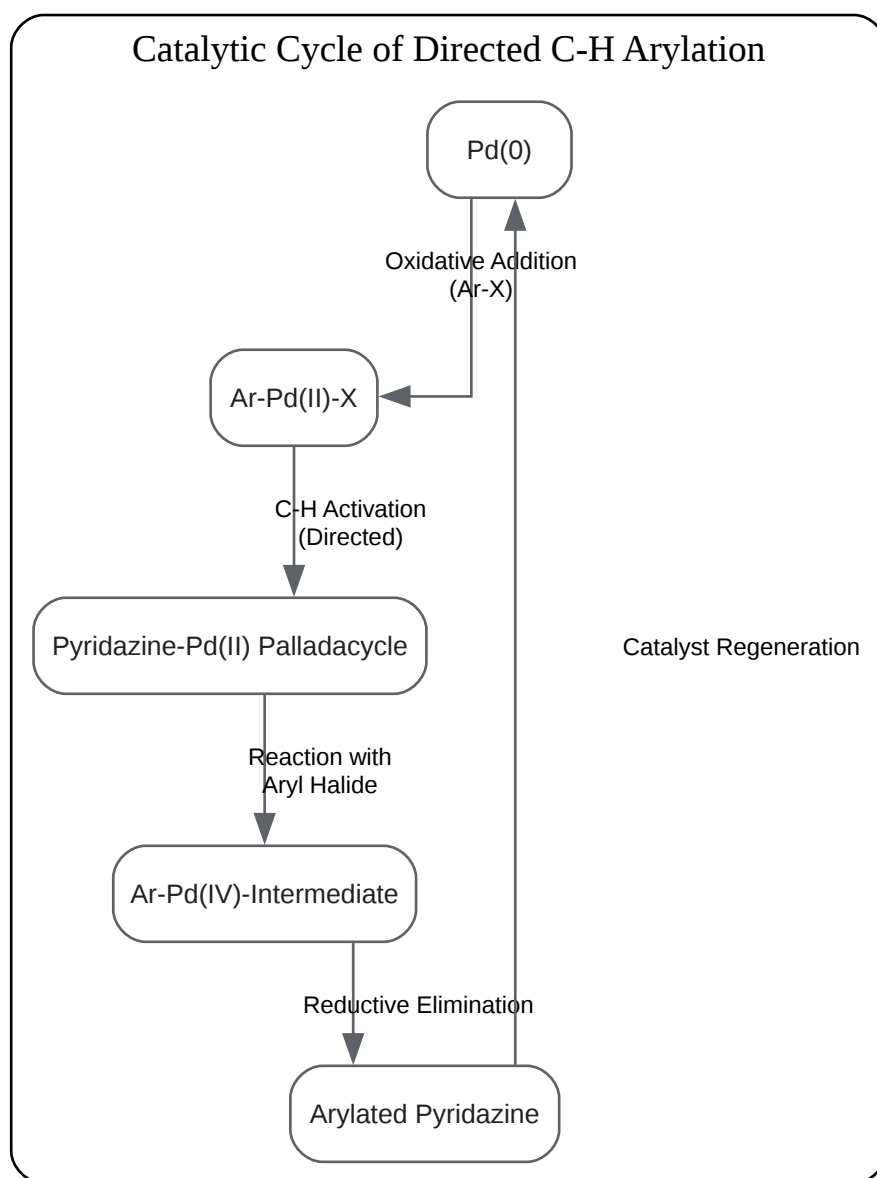 Catalytic Cycle of Directed C-H Arylation
Pd(0)
Oxidative Addition
(Ar-X)
Ar-Pd(II)-X
C-H Activation
(Directed)
Pyridazine-Pd(II) Palladacycle
Catalyst Regeneration
Reaction with
Aryl Halide
Ar-Pd(IV)-Intermediate
Reductive Elimination
Arylated Pyridazine